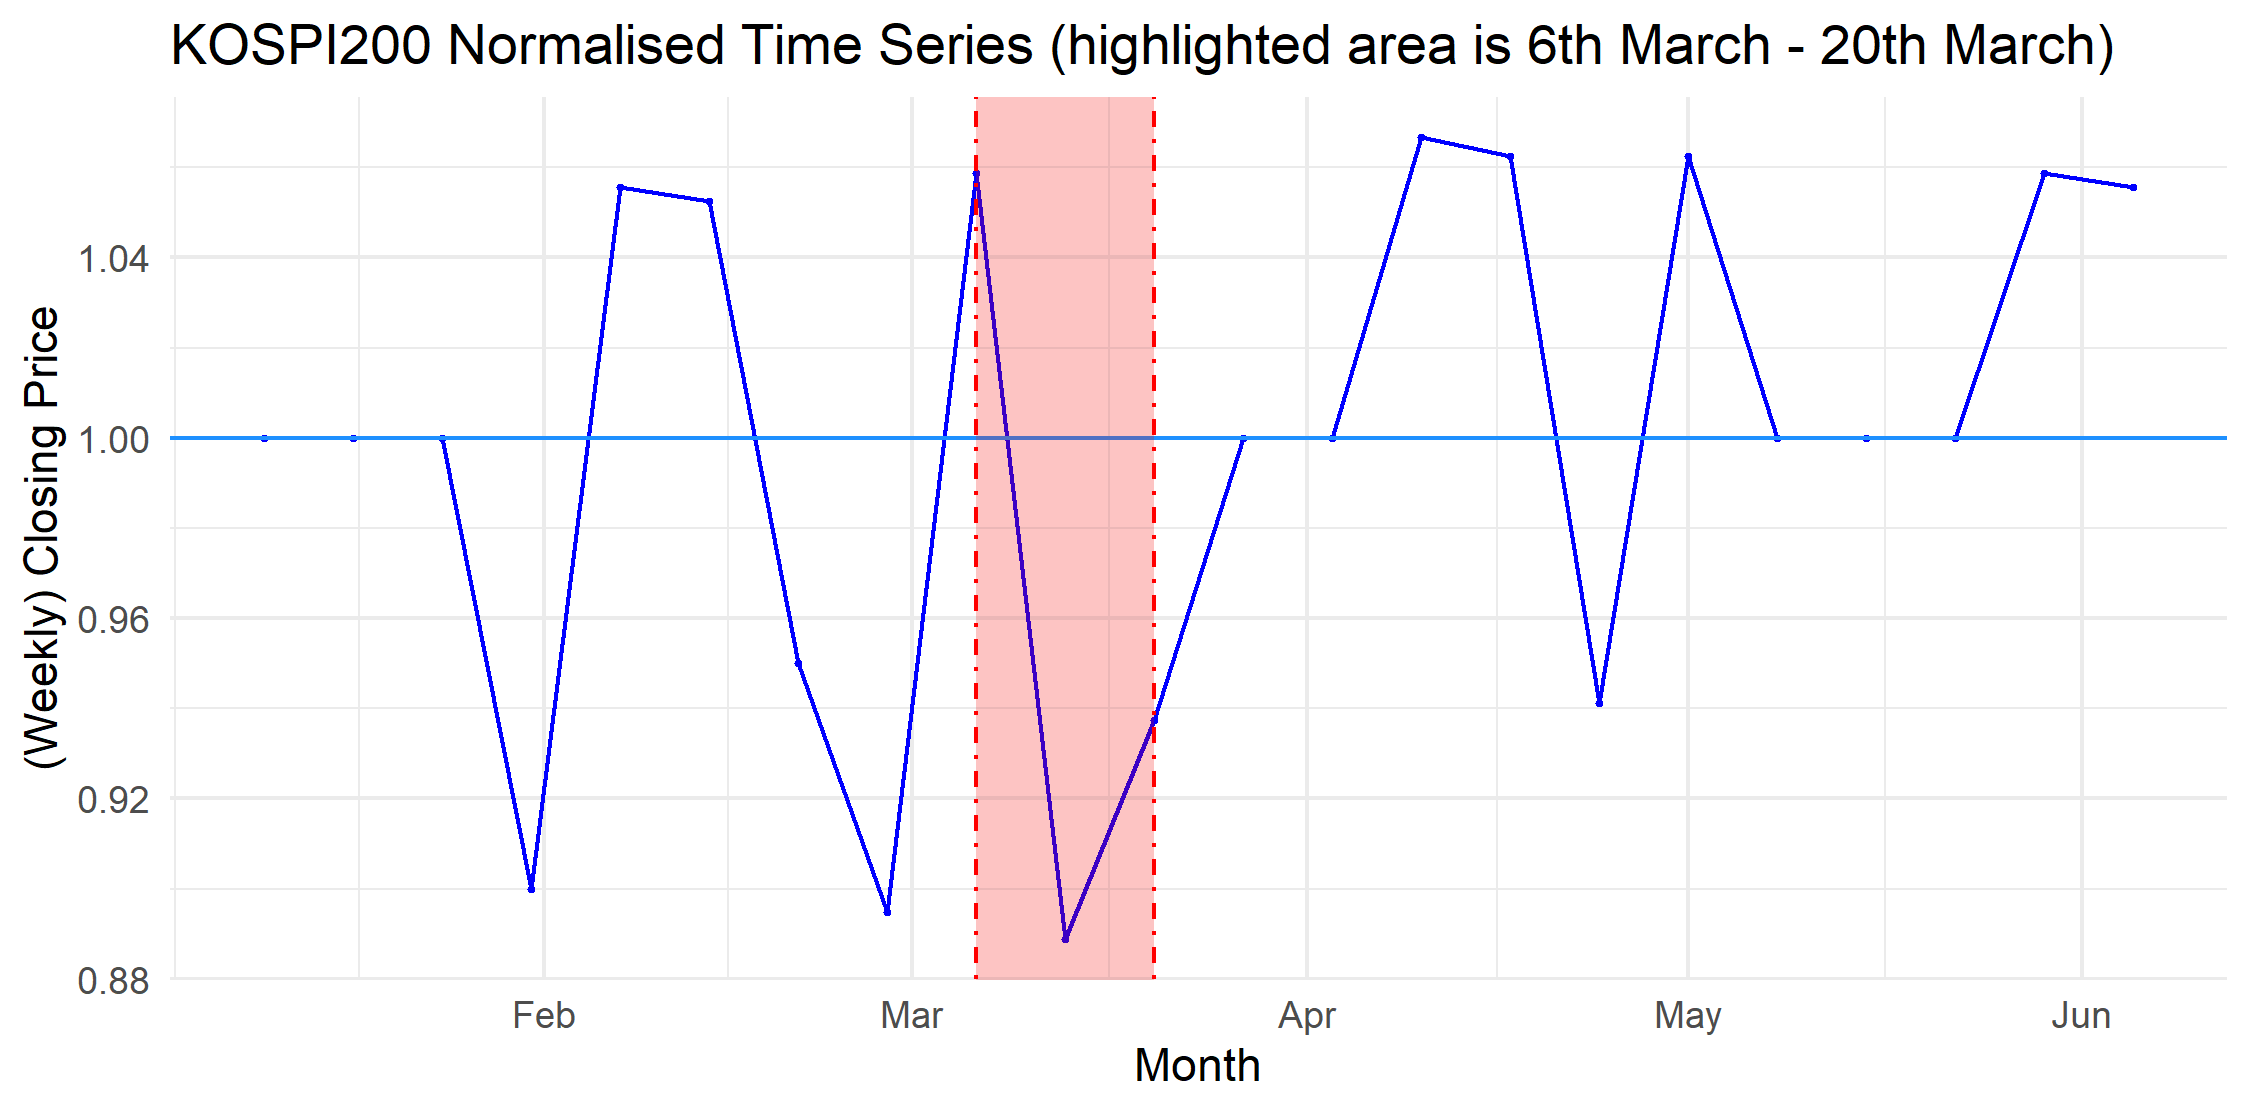 KOSPI200 Normalised Time Series (highlighted area is 6th March - 20th March)
(Weekly) Closing Price
1.04
1.00
0.96
0.92
0.88
Feb Mar Apr May Jun
Month